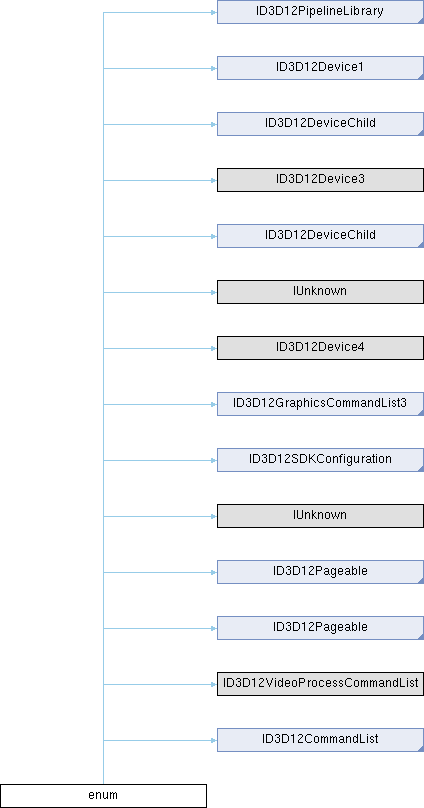 ID3D12PipelineLibrary
ID3D12Device1
ID3D12DeviceChild
ID3D12Device3
ID3D12DeviceChild
IUnknown
ID3D12Device4
ID3D12GraphicsCommandList3
ID3D12SDKConfiguration
IUnknown
ID3D12Pageable
ID3D12Pageable
ID3D12VideoProcessCommandList
ID3D12CommandList
enum